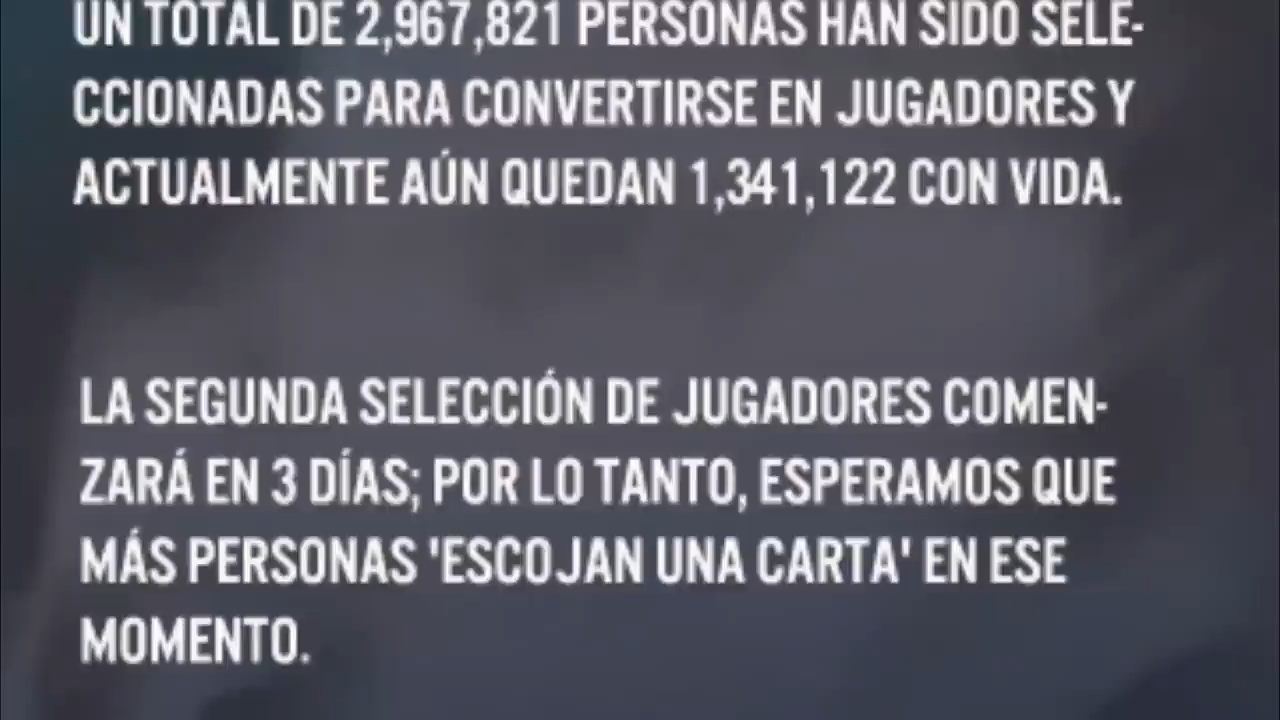 UN TOTAL DE 2,967,821 PERSONAS HAN SIDO SELE-
CCIONADAS PARA CONVERTIRSE EN JUGADORES Y
ACTUALMENTE AÚN QUEDAN 1,341,122 CON VIDA.
LA SEGUNDA SELECCIÓN DE JUGADORES COMEN-
ZARÁ EN 3 DÍAS; POR LO TANTO, ESPERAMOS QUE
MÁS PERSONAS 'ESCOJAN UNA CARTA' EN ESE
MOMENTO.